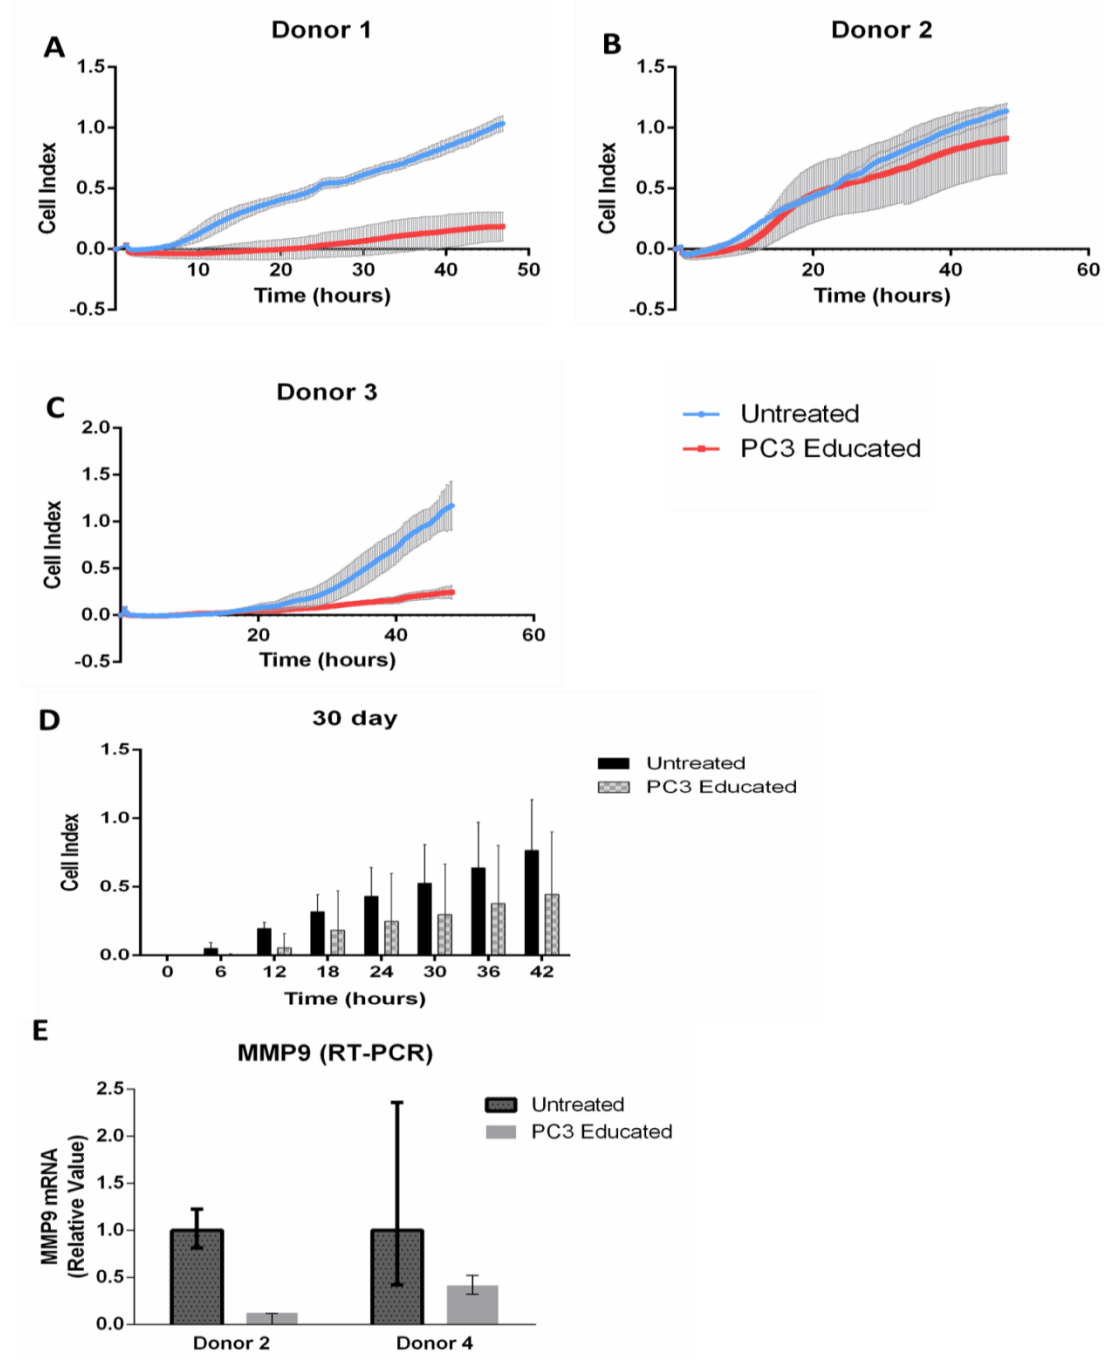 A
Donor 1
Cell Index
1.5
1.0
0.5
0.0
-0.5
10 20 30 40 50
Time (hours)
B
Donor 2
Cell Index
1.5
1.0
0.5
0.0
-0.5
20 40 60
Time (hours)
C
Donor 3
Cell Index
2.0
1.5
1.0
0.5
0.0
-0.5
20 40 60
Time (hours)
Untreated
PC3 Educated
D
30 day
Cell Index
1.5
1.0
0.5
0.0
0 6 12 18 24 30 36 42
Time (hours)
Untreated
PC3 Educated
E
MMP9 (RT-PCR)
MMP9 mRNA
(Relative Value)
2.5
2.0
1.5
1.0
0.5
0.0
Donor 2 Donor 4
Untreated
PC3 Educated